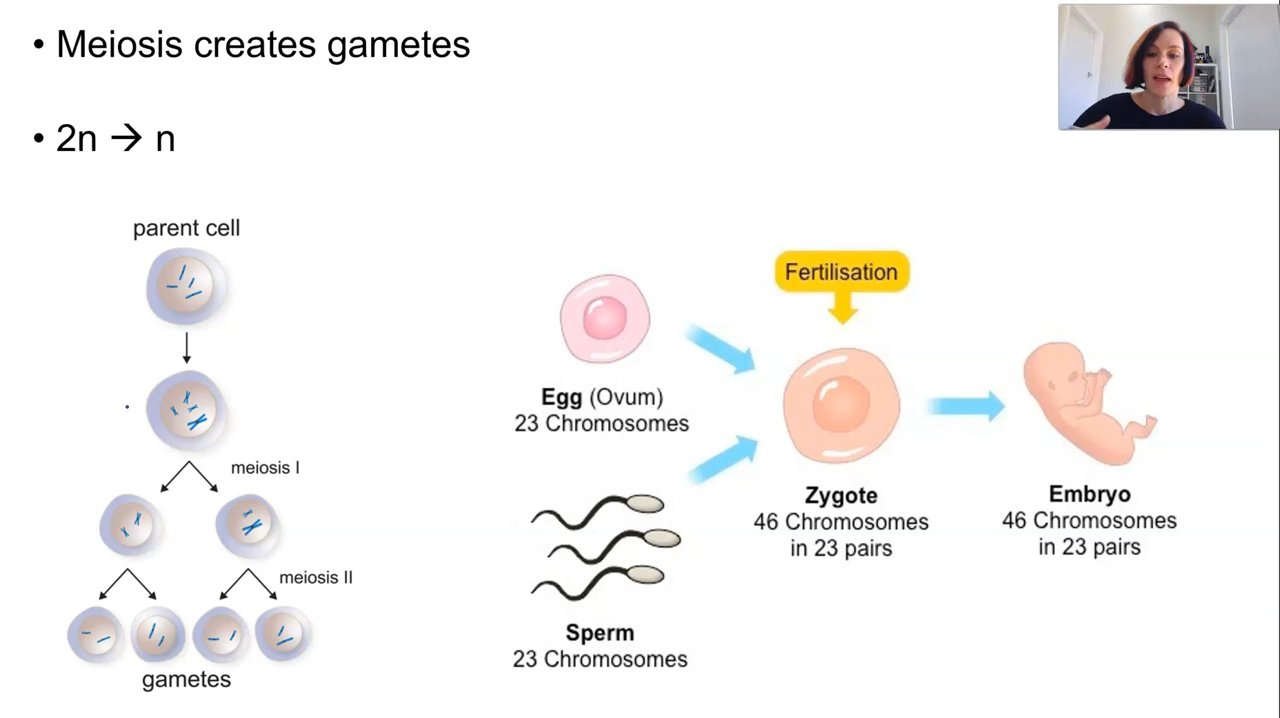 • Meiosis creates gametes
• 2n → n
parent cell
meiosis I
meiosis II
gametes
Egg (Ovum)
23 Chromosomes
Sperm
23 Chromosomes
Fertilisation
Zygote
46 Chromosomes
in 23 pairs
Embryo
46 Chromosomes
in 23 pairs